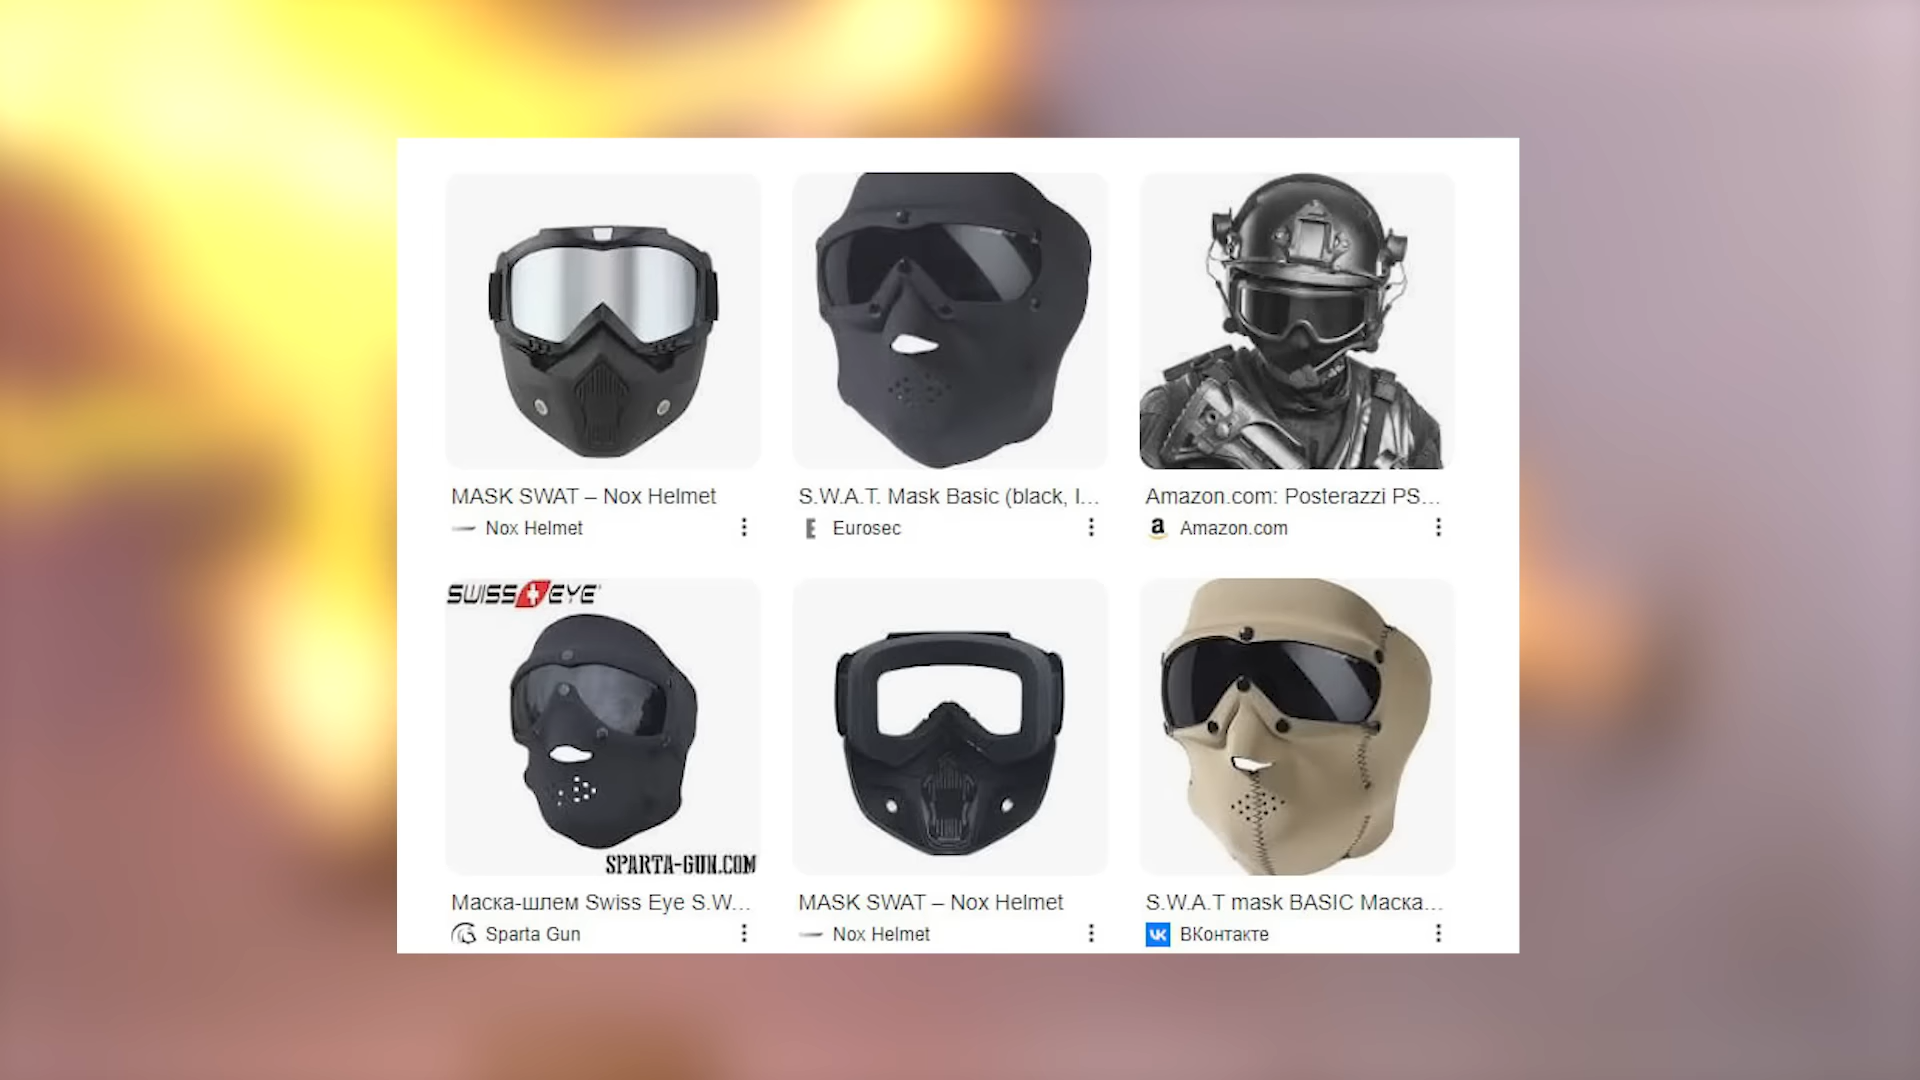 MASK SWAT – Nox Helmet
Nox Helmet
S.W.A.T. Mask Basic (black, l...
Eurosec
Amazon.com: Posterazzi PS...
Amazon.com
SWISS EYE
SPARTA-GUN.COM
Маска-шлем Swiss Eye S.W...
Sparta Gun
MASK SWAT – Nox Helmet
Nox Helmet
S.W.A.T mask BASIC Маска...
ВКонтакте